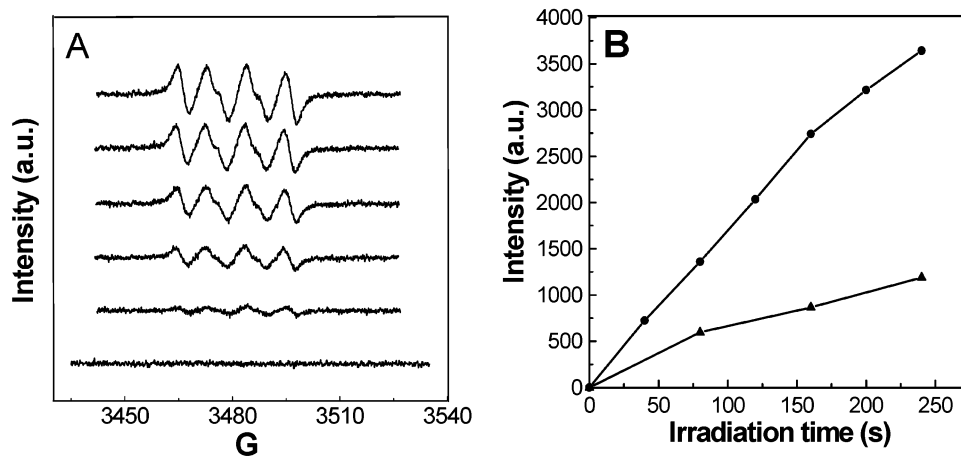 A
Intensity (a.u.)
3450 3480 3510 3540
G
B
Intensity (a.u.)
4000
3500
3000
2500
2000
1500
1000
500
0
0 50 100 150 200 250
Irradiation time (s)